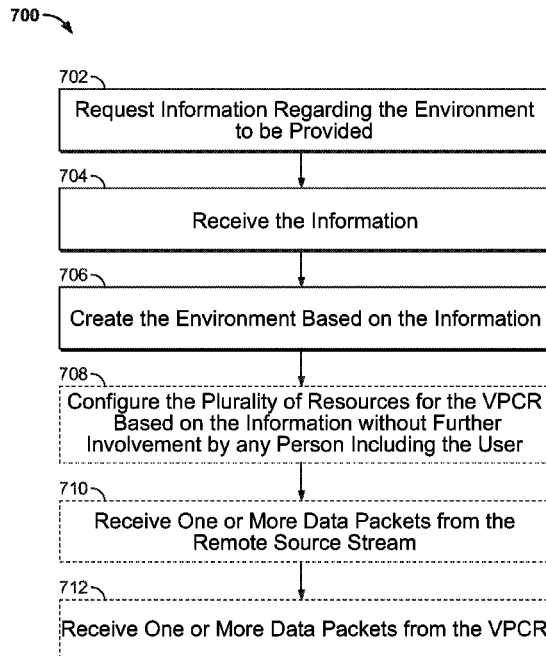 700
702
Request Information Regarding the Environment
to be Provided
704
Receive the Information
706
Create the Environment Based on the Information
708
Configure the Plurality of Resources for the VPCR
Based on the Information without Further
Involvement by any Person Including the User
710
Receive One or More Data Packets from the
Remote Source Stream
712
Receive One or More Data Packets from the VPCR